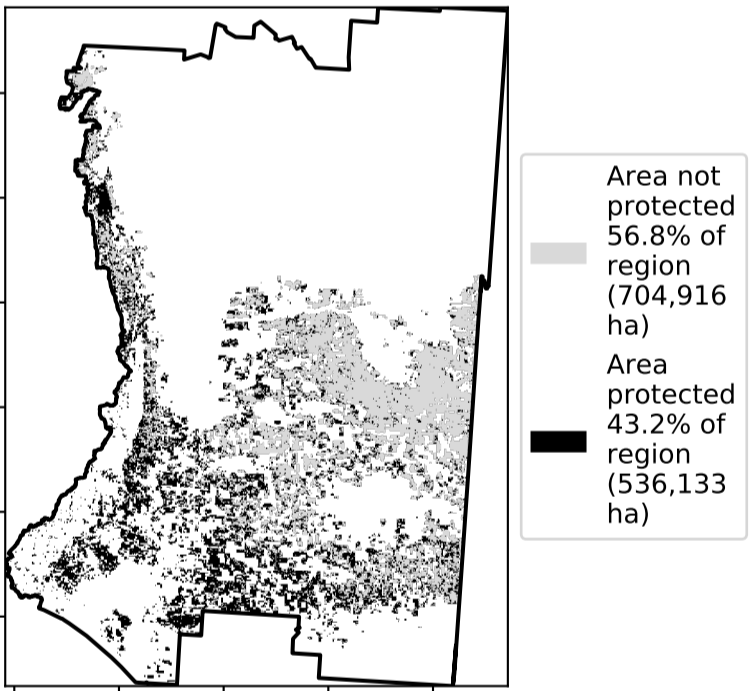 Area not
protected
56.8% of
region
(704,916
ha)
Area
protected
43.2% of
region
(536,133
ha)